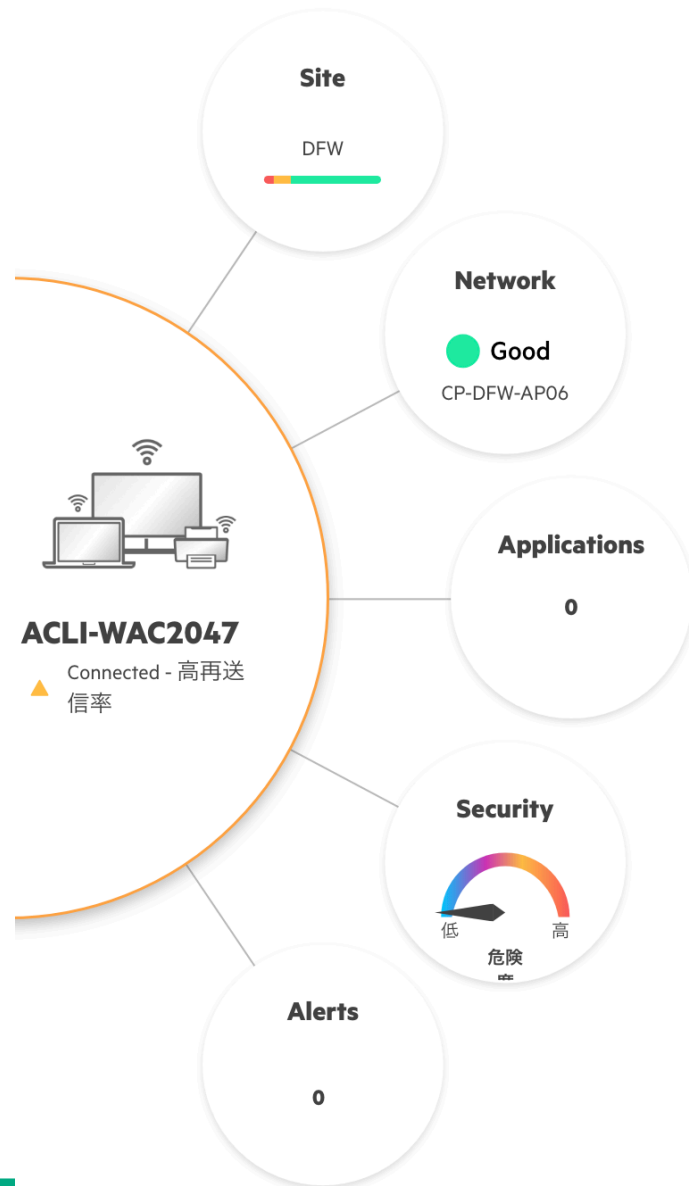 Site
DFW
Network
Good
CP-DFW-AP06
Applications
0
ACLI-WAC2047
Connected - 高再送
信率
Security
低
高
危険
Alerts
0